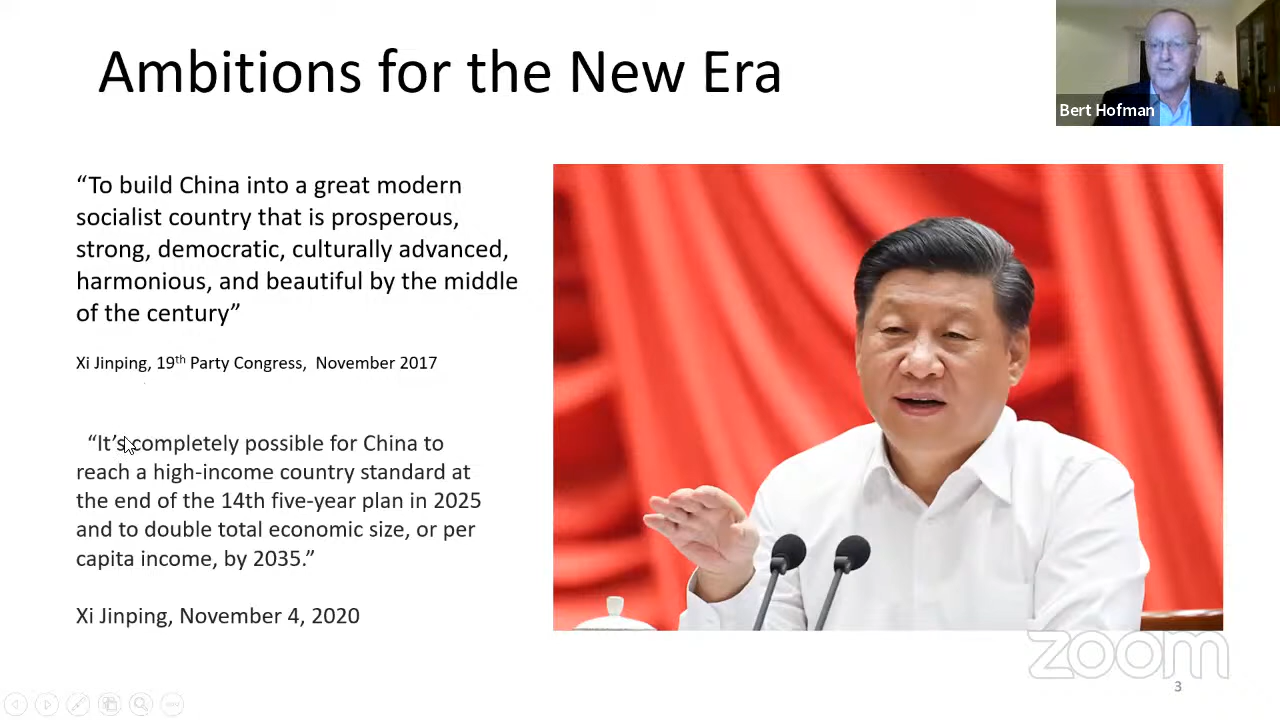 Ambitions for the New Era
Bert Hofman
“To build China into a great modern
socialist country that is prosperous,
strong, democratic, culturally advanced,
harmonious, and beautiful by the middle
of the century”
Xi Jinping, 19th Party Congress, November 2017
“It’s completely possible for China to
reach a high-income country standard at
the end of the 14th five-year plan in 2025
and to double total economic size, or per
capita income, by 2035.”
Xi Jinping, November 4, 2020
zoom
3